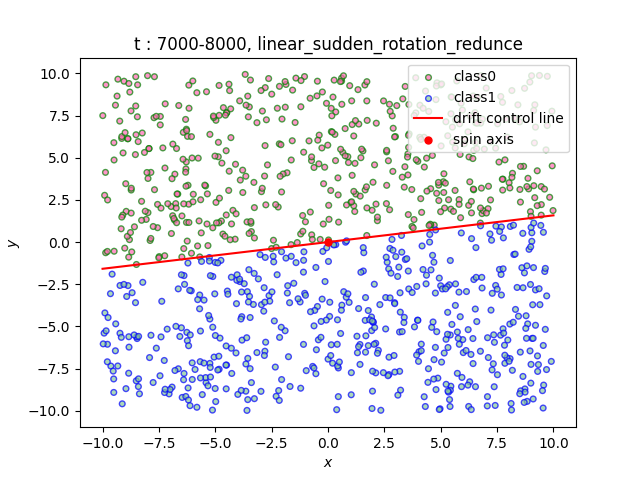 t : 7000-8000, linear_sudden_rotation_redunce
class0
class1
drift control line
spin axis
10.0
7.5
5.0
2.5
0.0
−2.5
−5.0
−7.5
−10.0
y
−10.0 −7.5 −5.0 −2.5 0.0 2.5 5.0 7.5 10.0
x